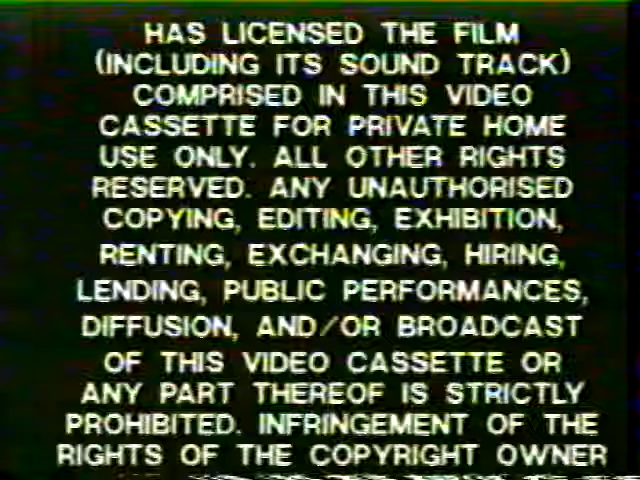 HAS LICENSED THE FILM
(INCLUDING ITS SOUND TRACK)
COMPRISED IN THIS VIDEO
CASSETTE FOR PRIVATE HOME
USE ONLY. ALL OTHER RIGHTS
RESERVED. ANY UNAUTHORISED
COPYING, EDITING, EXHIBITION,
RENTING, EXCHANGING, HIRING,
LENDING, PUBLIC PERFORMANCES,
DIFFUSION, AND/OR BROADCAST
OF THIS VIDEO CASSETTE OR
ANY PART THEREOF IS STRICTLY
PROHIBITED. INFRINGEMENT OF THE
RIGHTS OF THE COPYRIGHT OWNER